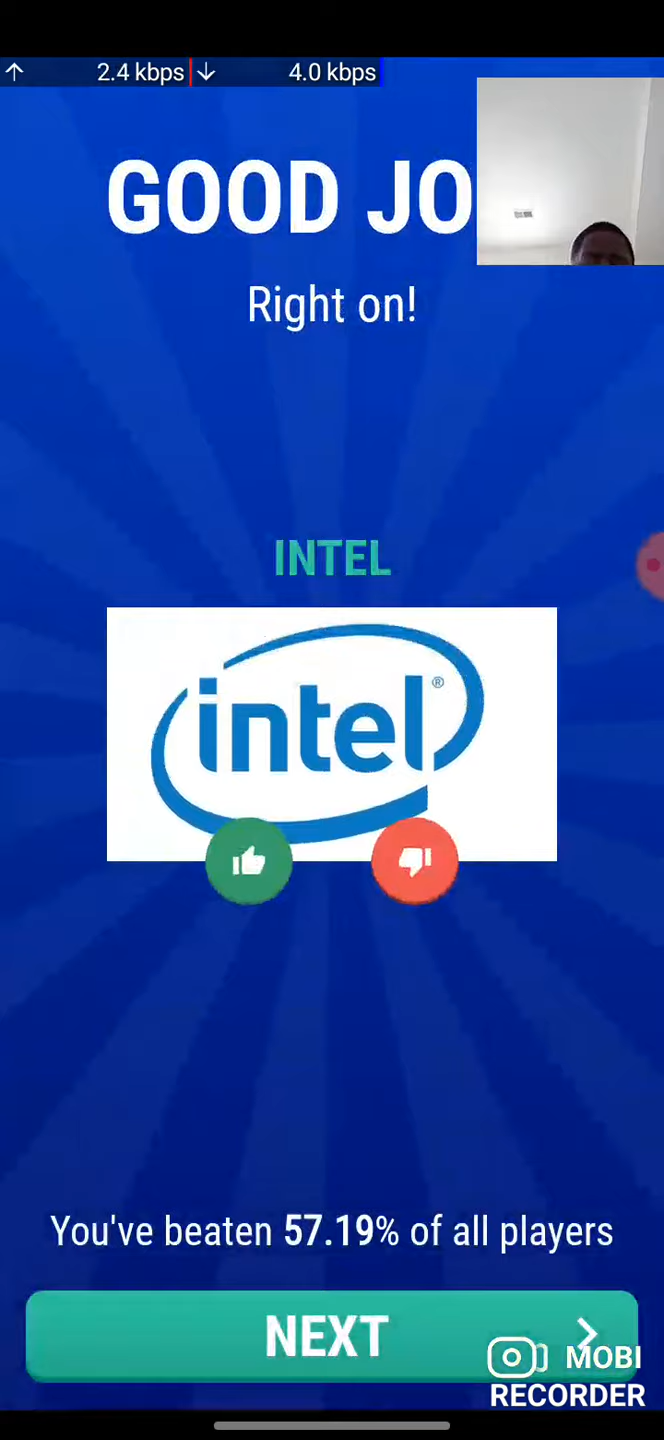 2.4 kbps 4.0 kbps
GOOD JO
Right on!
INTEL
intel®
You've beaten 57.19% of all players
NEXT
MOBI
RECORDER